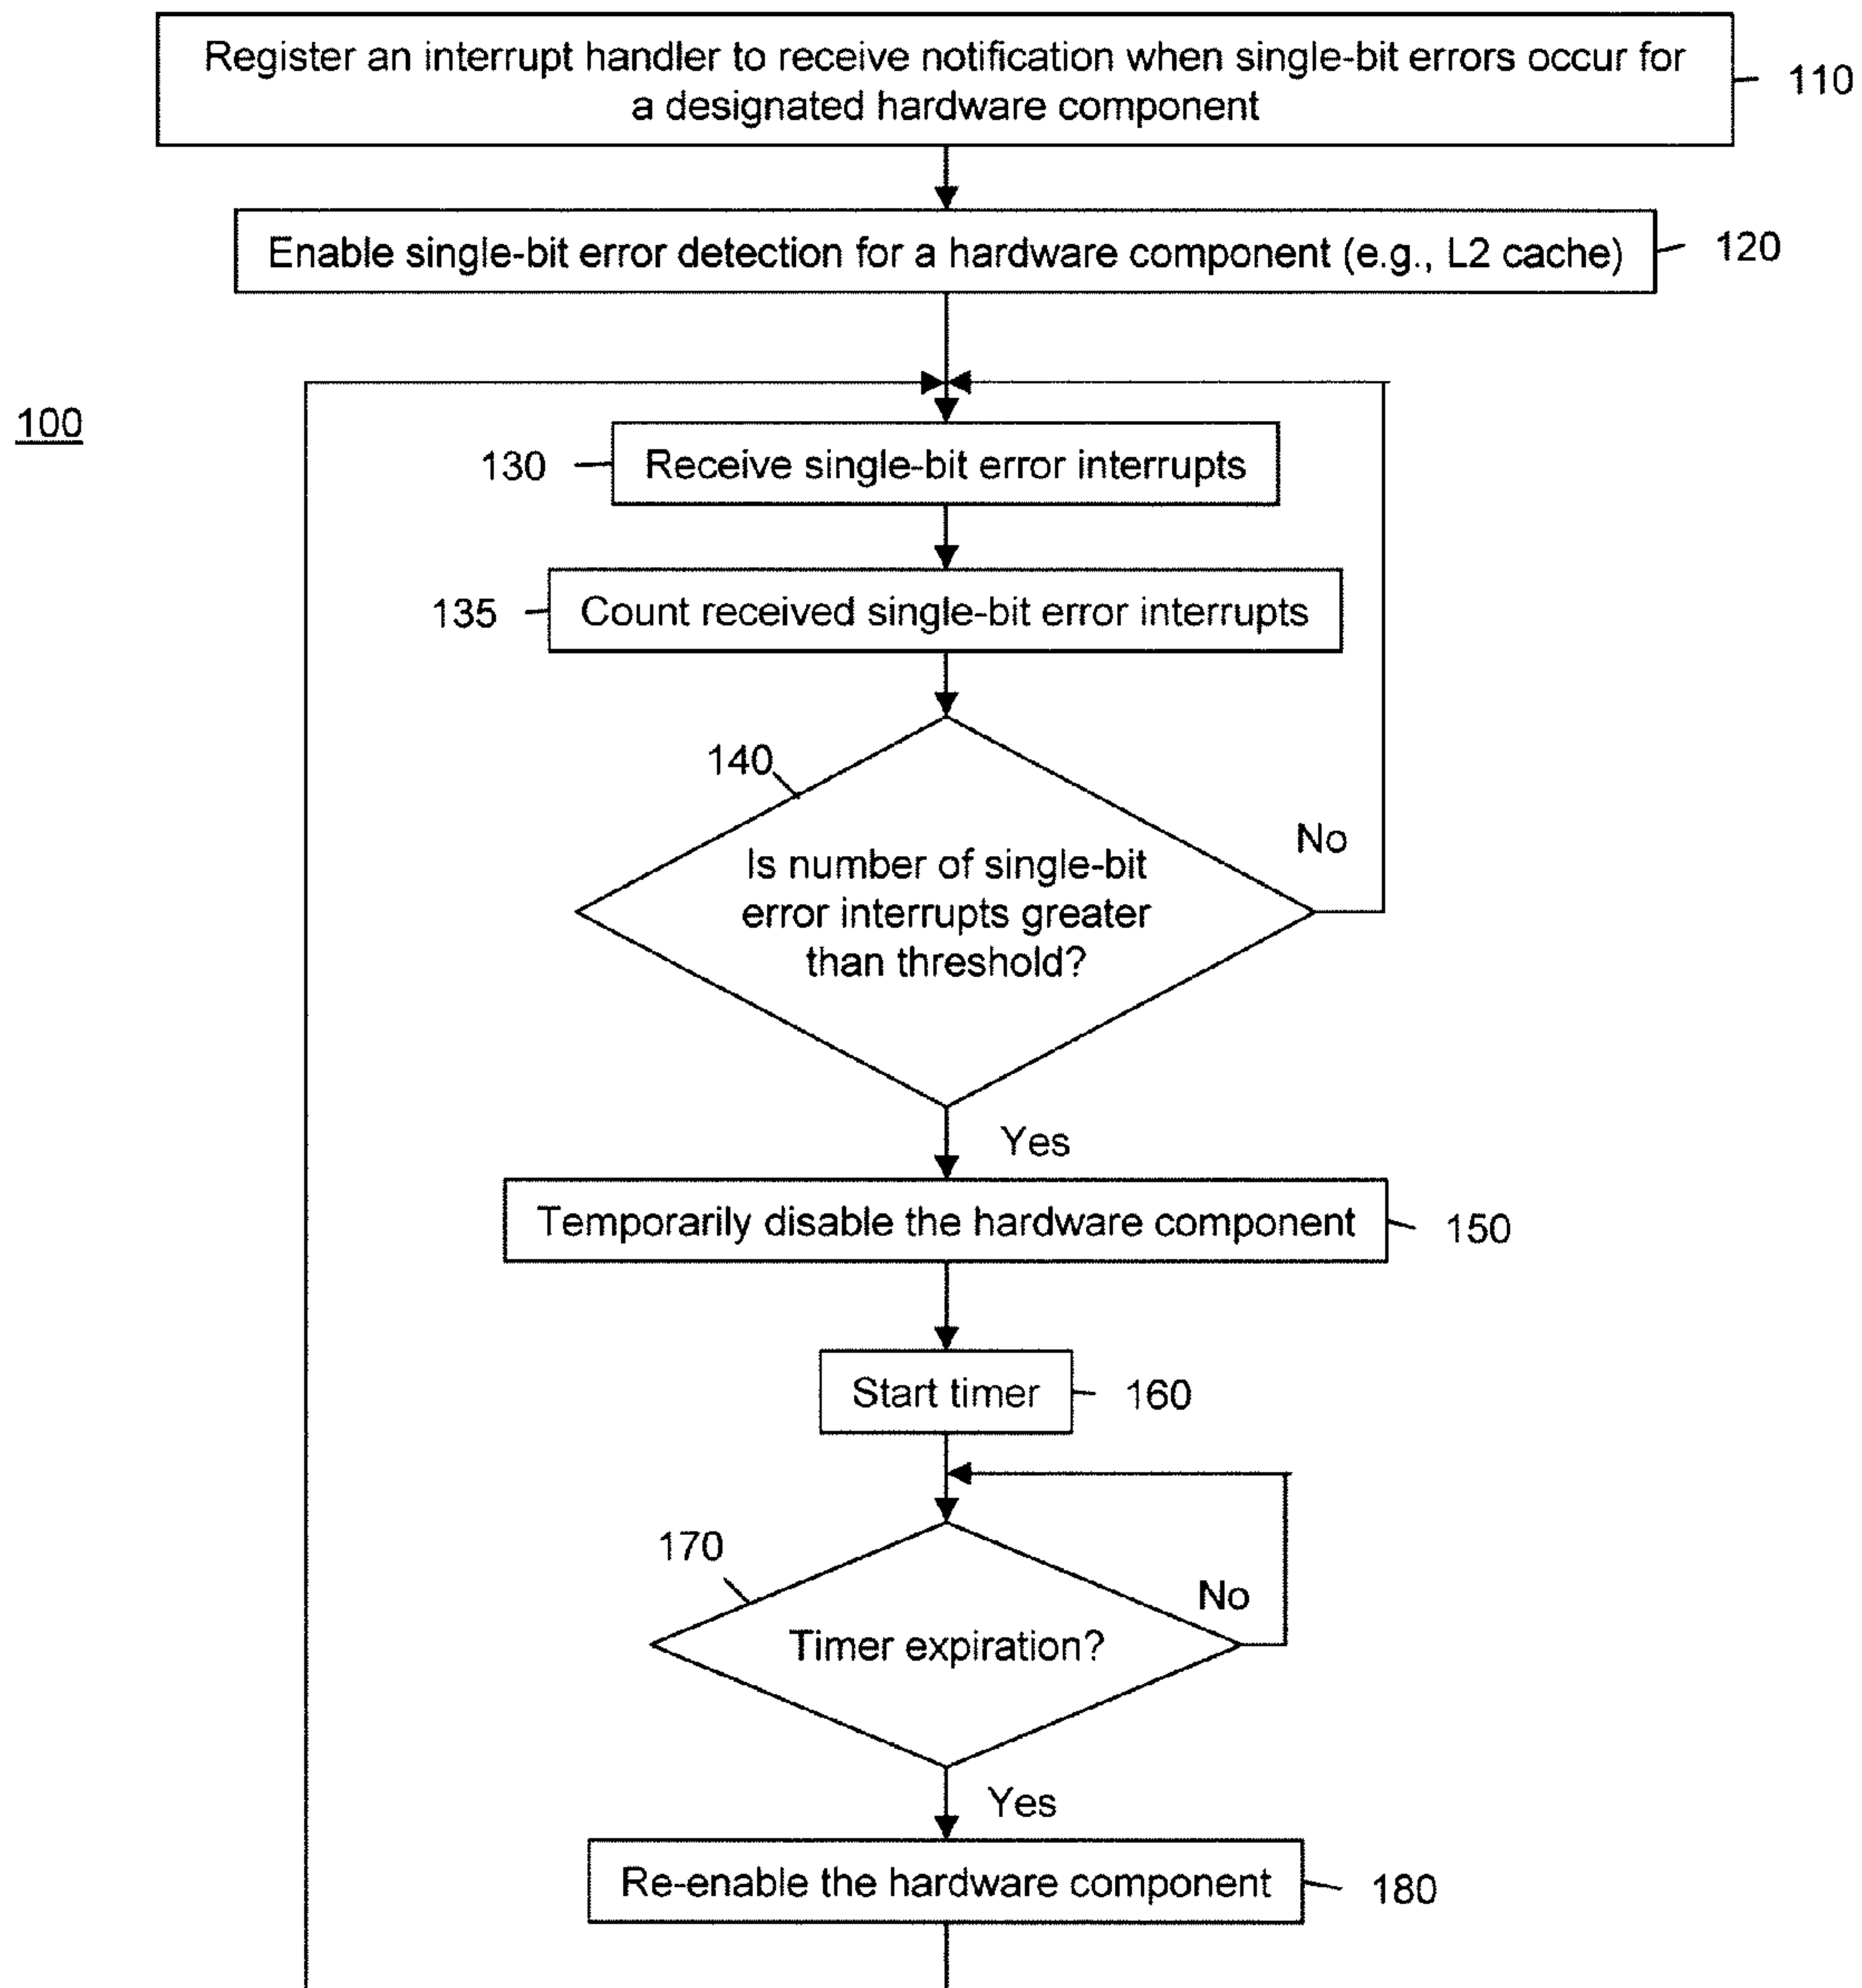 Register an interrupt handler to receive notification when single-bit errors occur for
a designated hardware component
110
Enable single-bit error detection for a hardware component (e.g., L2 cache)
120
100
130
Receive single-bit error interrupts
135
Count received single-bit error interrupts
140
No
Is number of single-bit
error interrupts greater
than threshold?
Yes
Temporarily disable the hardware component
150
Start timer
160
170
No
Timer expiration?
Yes
Re-enable the hardware component
180